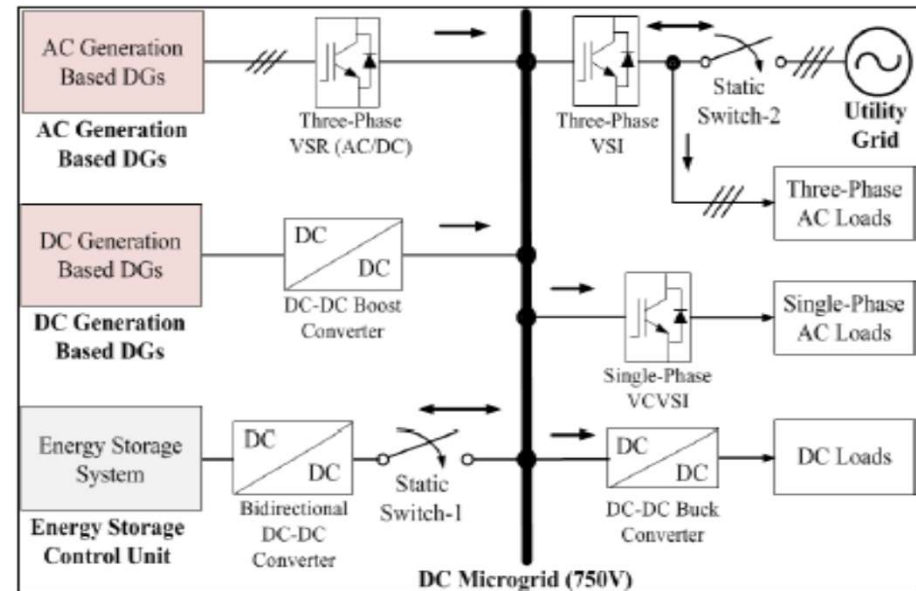 AC Generation
Based DGs
AC Generation
Based DGs
Three-Phase
VSR (AC/DC)
Three-Phase
VSI
Static
Switch-2
Utility
Grid
Three-Phase
AC Loads
DC Generation
Based DGs
DC Generation
Based DGs
DC
DC
DC-DC Boost
Converter
Single-Phase
VCVSI
Single-Phase
AC Loads
Energy Storage
System
Energy Storage
Control Unit
DC
DC
Bidirectional
DC-DC
Converter
Static
Switch-1
DC
DC
DC-DC Buck
Converter
DC Loads
DC Microgrid (750V)